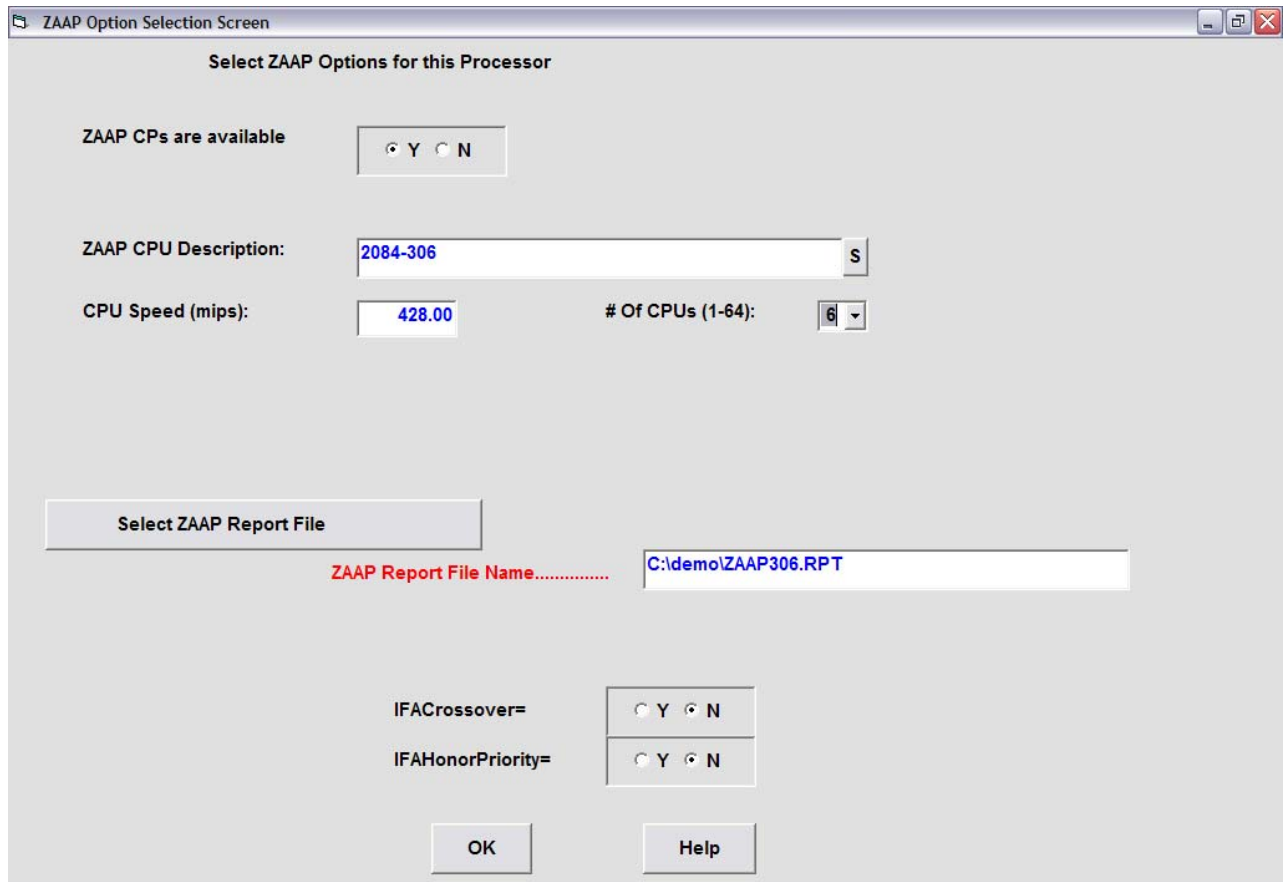 ZAAP Option Selection Screen
Select ZAAP Options for this Processor
ZAAP CPs are available Y N
ZAAP CPU Description: 2084-306 S
CPU Speed (mips): 428.00 # Of CPUs (1-64): 6
Select ZAAP Report File
ZAAP Report File Name............... C:\demo\ZAAP306.RPT
IFACrossover= Y N
IFAHonorPriority= Y N
OK Help